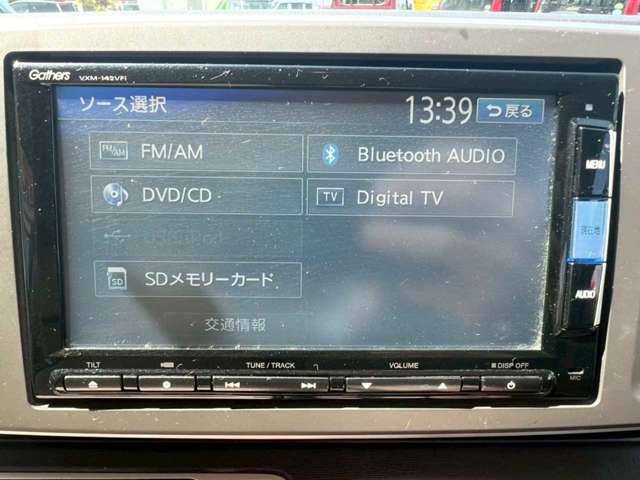 Gathers VXM-145VFi
ソース選択 13:39 戻る
FM/AM FM/AM
Bluetooth AUDIO
DVD/CD
TV Digital TV
SD SDメモリーカード
交通情報
MENU
現在地
AUDIO
TILT TUNE / TRACK VOLUME DISP OFF
MIC